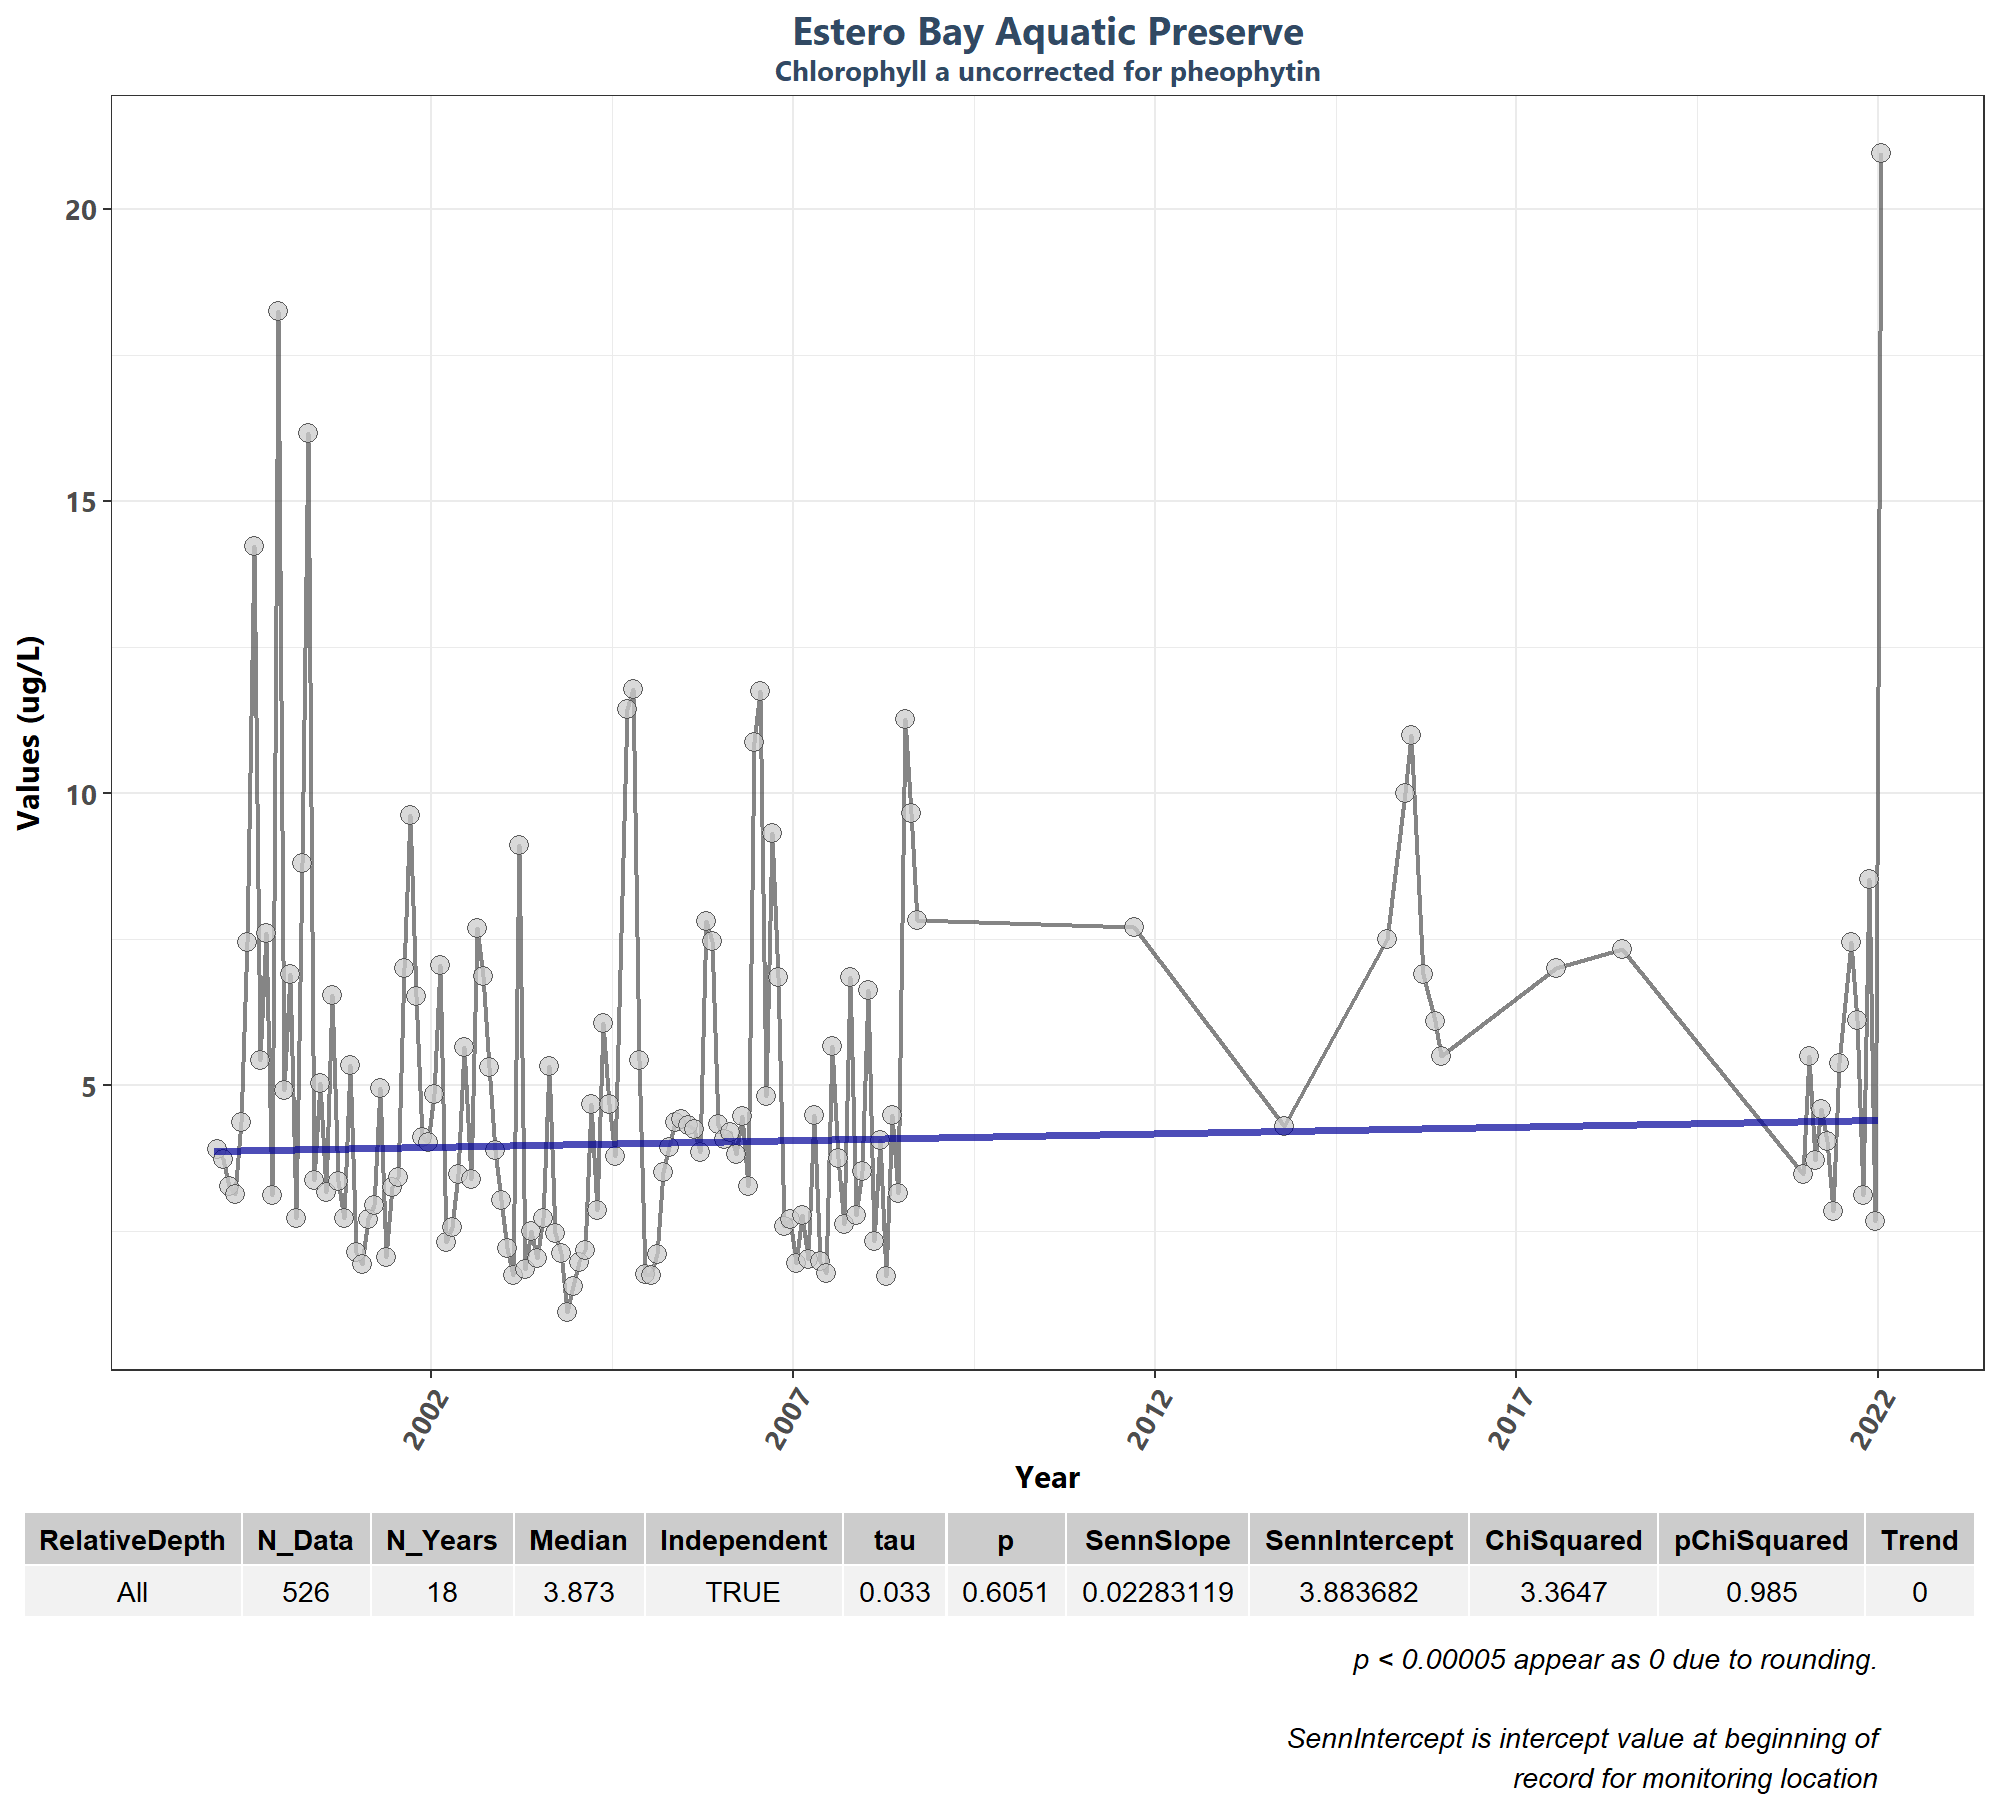 Estero Bay Aquatic Preserve
Chlorophyll a uncorrected for pheophytin
Values (ug/L)
20
15
10
5
2002
2007
2012
2017
2022
Year
RelativeDepth N_Data N_Years Median Independent tau p SennSlope SennIntercept ChiSquared pChiSquared Trend
All 526 18 3.873 TRUE 0.033 0.6051 0.02283119 3.883682 3.3647 0.985 0
p < 0.00005 appear as 0 due to rounding.
SennIntercept is intercept value at beginning of
record for monitoring location